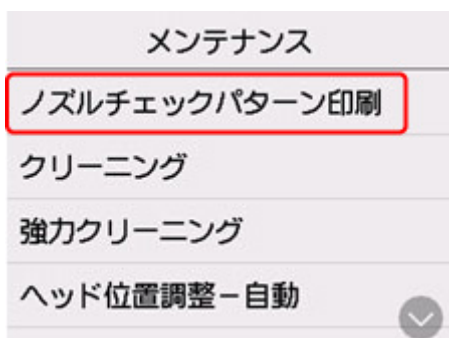 メンテナンス
ノズルチェックパターン印刷
クリーニング
強力クリーニング
ヘッド位置調整－自動